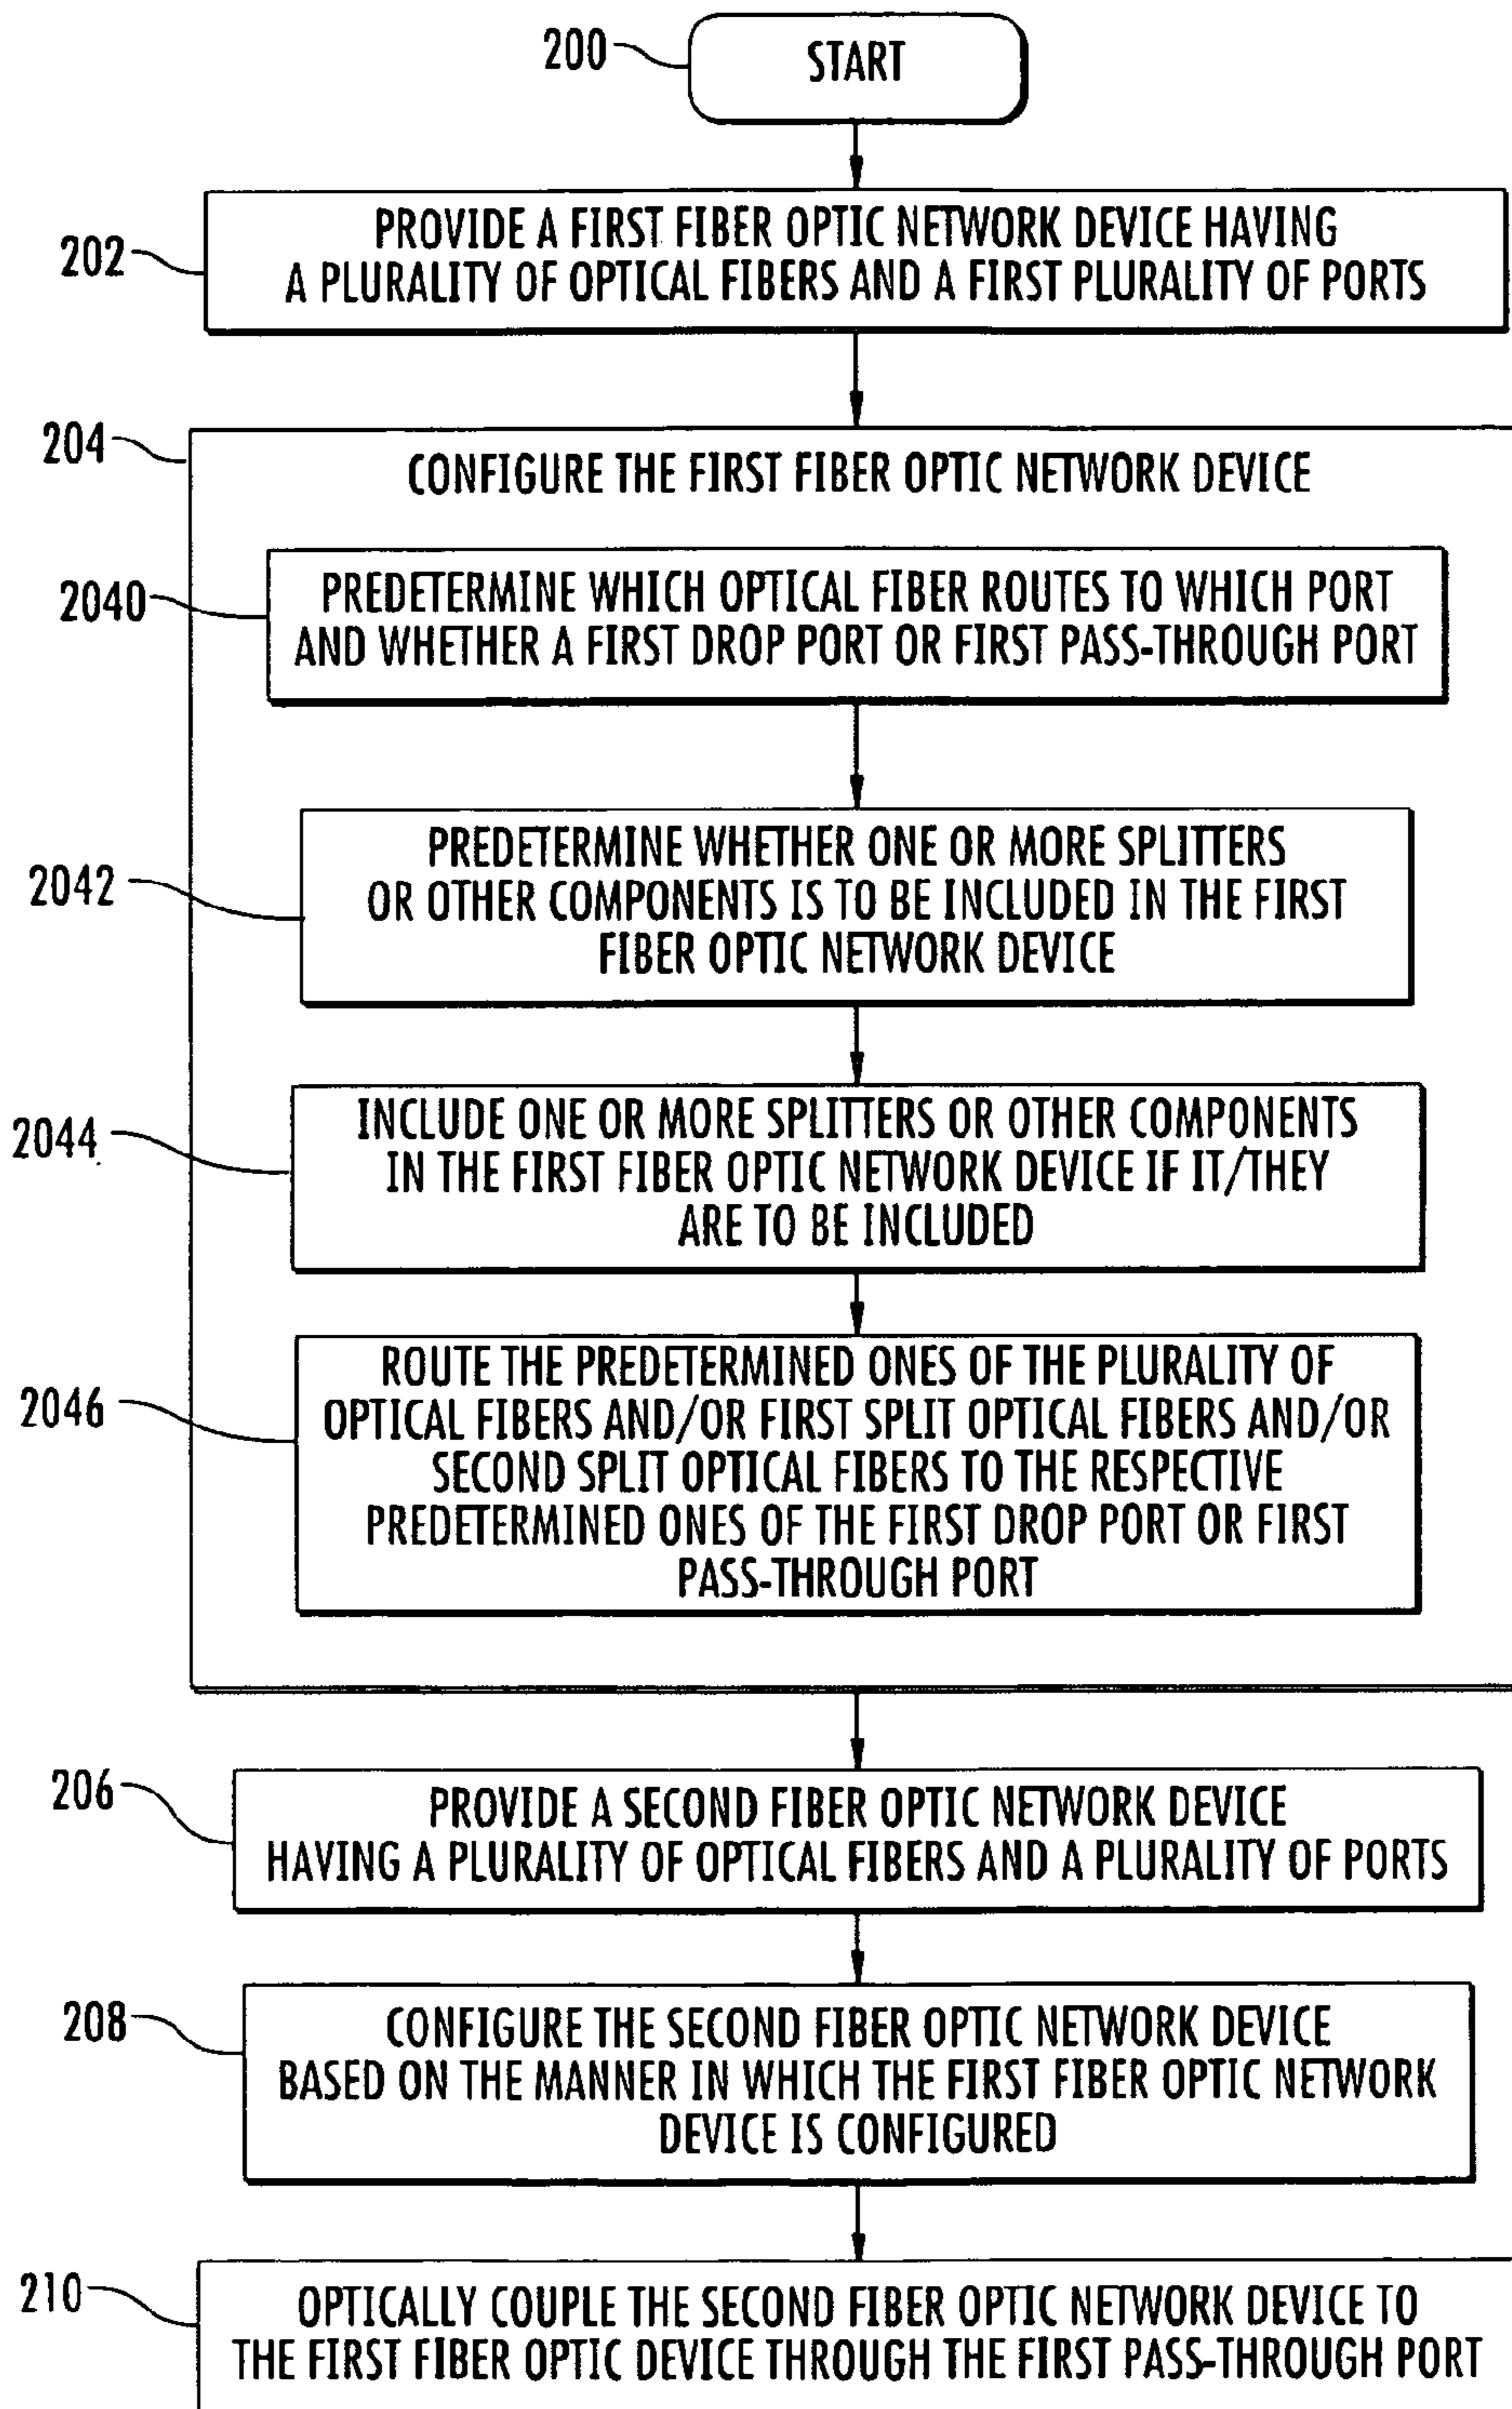 200
START
202
PROVIDE A FIRST FIBER OPTIC NETWORK DEVICE HAVING
A PLURALITY OF OPTICAL FIBERS AND A FIRST PLURALITY OF PORTS
204
CONFIGURE THE FIRST FIBER OPTIC NETWORK DEVICE
2040
PREDETERMINE WHICH OPTICAL FIBER ROUTES TO WHICH PORT
AND WHETHER A FIRST DROP PORT OR FIRST PASS-THROUGH PORT
2042
PREDETERMINE WHETHER ONE OR MORE SPLITTERS
OR OTHER COMPONENTS IS TO BE INCLUDED IN THE FIRST
FIBER OPTIC NETWORK DEVICE
2044
INCLUDE ONE OR MORE SPLITTERS OR OTHER COMPONENTS
IN THE FIRST FIBER OPTIC NETWORK DEVICE IF IT/THEY
ARE TO BE INCLUDED
2046
ROUTE THE PREDETERMINED ONES OF THE PLURALITY OF
OPTICAL FIBERS AND/OR FIRST SPLIT OPTICAL FIBERS AND/OR
SECOND SPLIT OPTICAL FIBERS TO THE RESPECTIVE
PREDETERMINED ONES OF THE FIRST DROP PORT OR FIRST
PASS-THROUGH PORT
206
PROVIDE A SECOND FIBER OPTIC NETWORK DEVICE
HAVING A PLURALITY OF OPTICAL FIBERS AND A PLURALITY OF PORTS
208
CONFIGURE THE SECOND FIBER OPTIC NETWORK DEVICE
BASED ON THE MANNER IN WHICH THE FIRST FIBER OPTIC NETWORK
DEVICE IS CONFIGURED
210
OPTICALLY COUPLE THE SECOND FIBER OPTIC NETWORK DEVICE TO
THE FIRST FIBER OPTIC DEVICE THROUGH THE FIRST PASS-THROUGH PORT